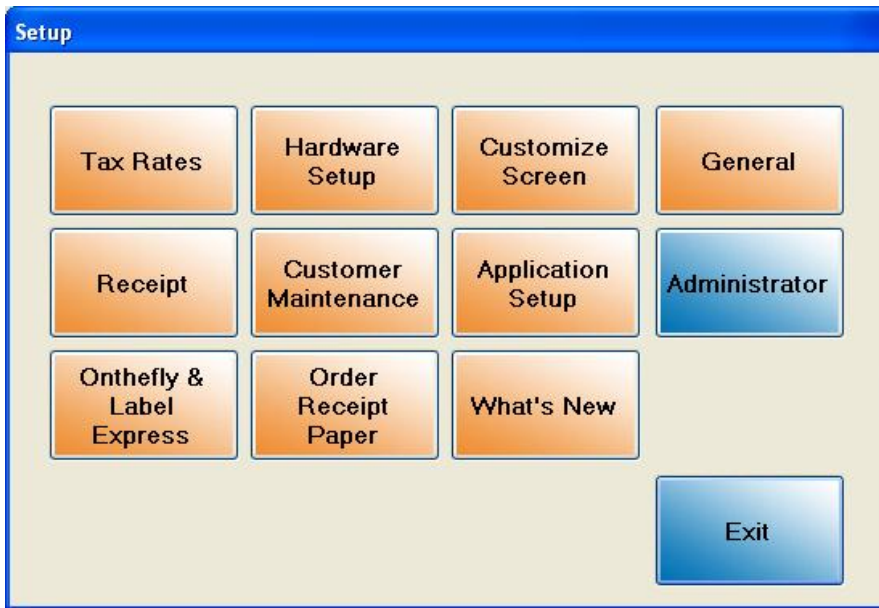 Setup
Tax Rates
Hardware
Setup
Customize
Screen
General
Receipt
Customer
Maintenance
Application
Setup
Administrator
Onthefly &
Label
Express
Order
Receipt
Paper
What's New
Exit